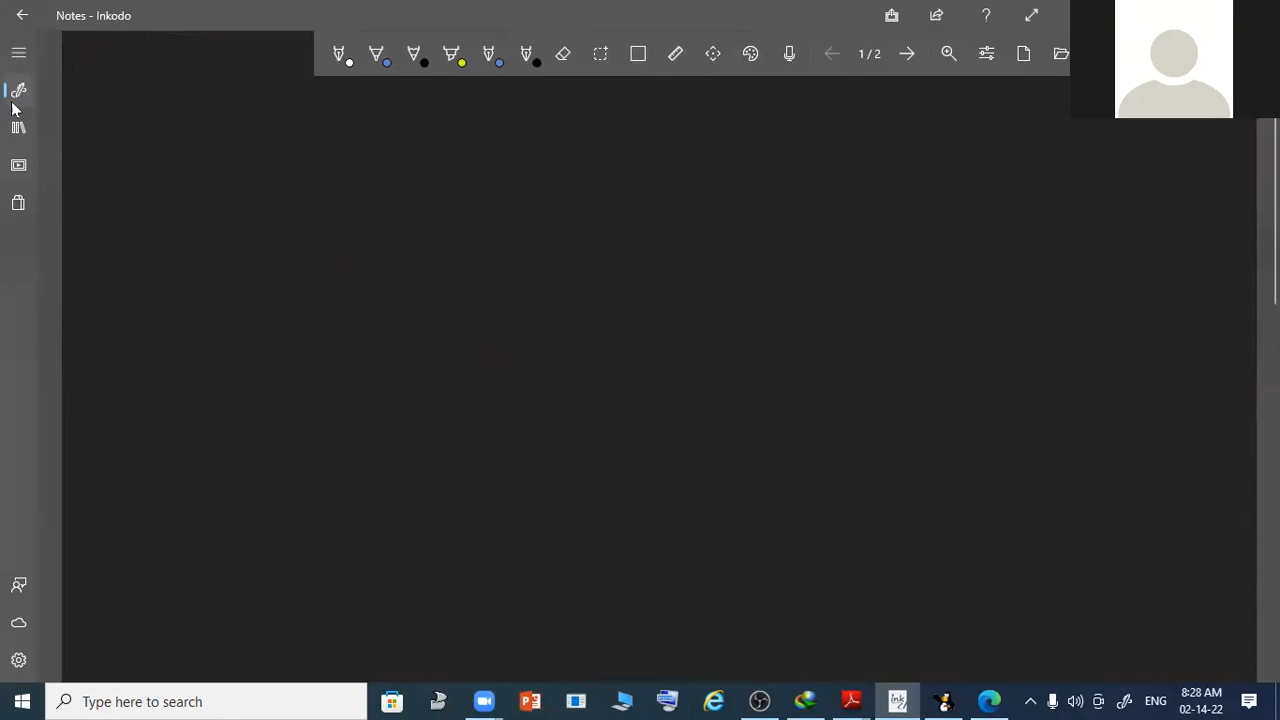 Notes - Inkodo
1/2
Type here to search
ENG
8:28 AM
02-14-22